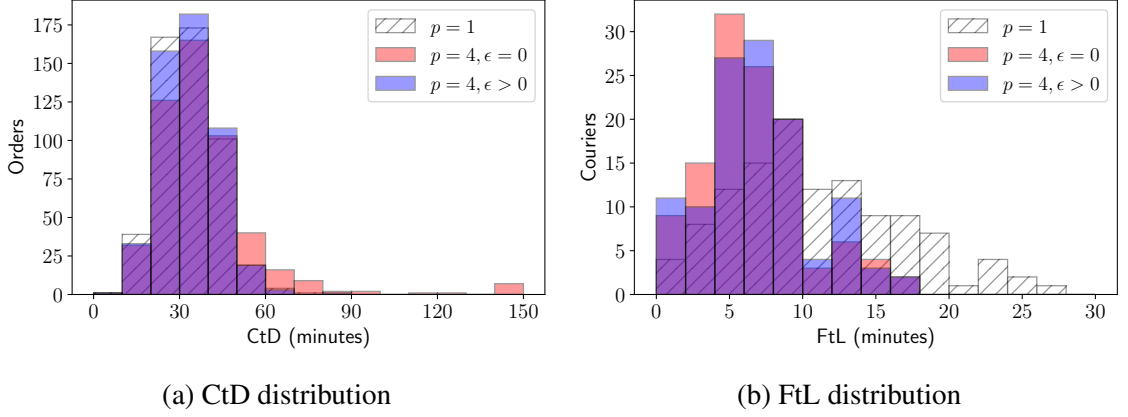 175
150
125
100
75
50
25
0
Orders
0 30 60 90 120 150
CtD (minutes)
p = 1
p = 4, ϵ = 0
p = 4, ϵ > 0
(a) CtD distribution
30
25
20
15
10
5
0
Couriers
0 5 10 15 20 25 30
FtL (minutes)
p = 1
p = 4, ϵ = 0
p = 4, ϵ > 0
(b) FtL distribution